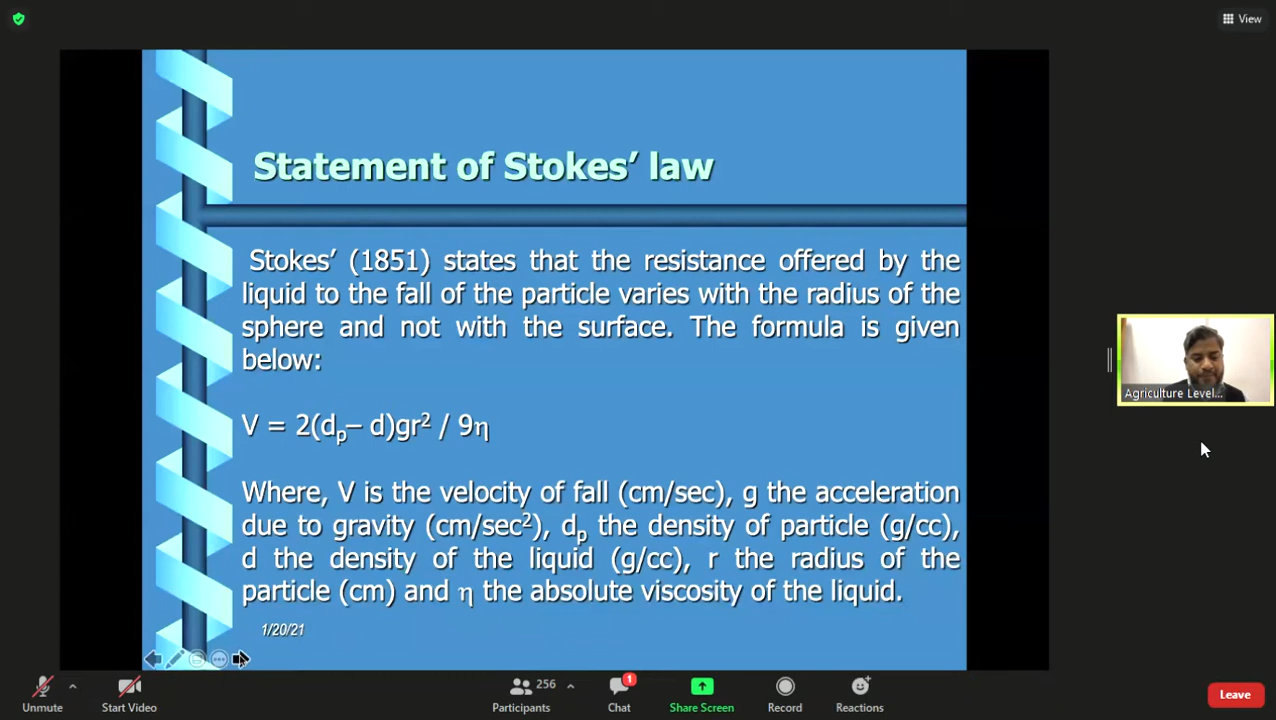 View
Statement of Stokes’ law
Stokes’ (1851) states that the resistance offered by the
liquid to the fall of the particle varies with the radius of the
sphere and not with the surface. The formula is given
below:
V = 2(dp– d)gr² / 9η
Where, V is the velocity of fall (cm/sec), g the acceleration
due to gravity (cm/sec²), dp the density of particle (g/cc),
d the density of the liquid (g/cc), r the radius of the
particle (cm) and η the absolute viscosity of the liquid.
1/20/21
Agriculture Level...
Unmute
Start Video
256
Participants
1
Chat
Share Screen
Record
Reactions
Leave